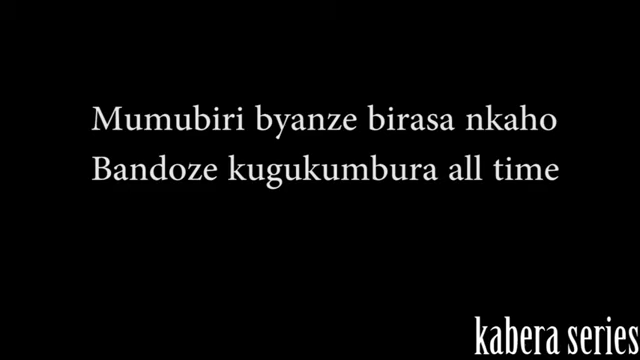 Mumubiri byanze birasa nkaho
Bandoze kugukumbura all time
kabera series